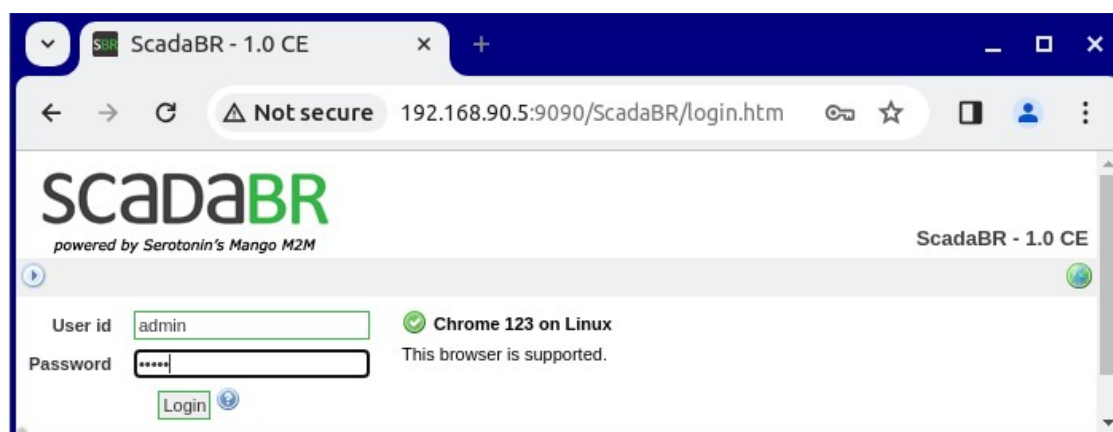 SBR ScadaBR - 1.0 CE
Not secure 192.168.90.5:9090/ScadaBR/login.htm
scadaBR
powered by Serotonin's Mango M2M
ScadaBR - 1.0 CE
User id admin
Chrome 123 on Linux
Password •••••
This browser is supported.
Login